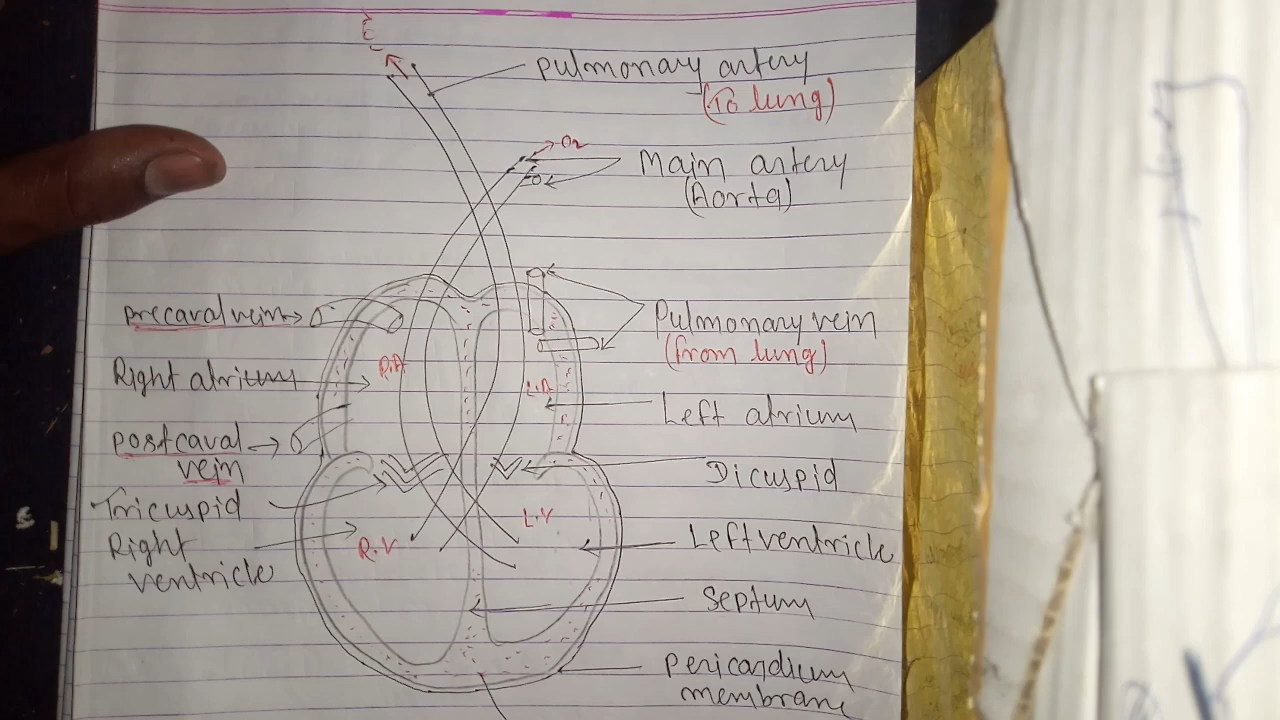 Pulmonary artery
(To lung)
O2
Main artery
(Aorta)
precaval vein
Pulmonary vein
(from lung)
R.A
Right atrium
L.A
Left atrium
postcaval
vein
Dicuspid
Tricuspid
L.V
Right
ventricle
R.V
Left ventricle
Septum
Pericardium
membrane